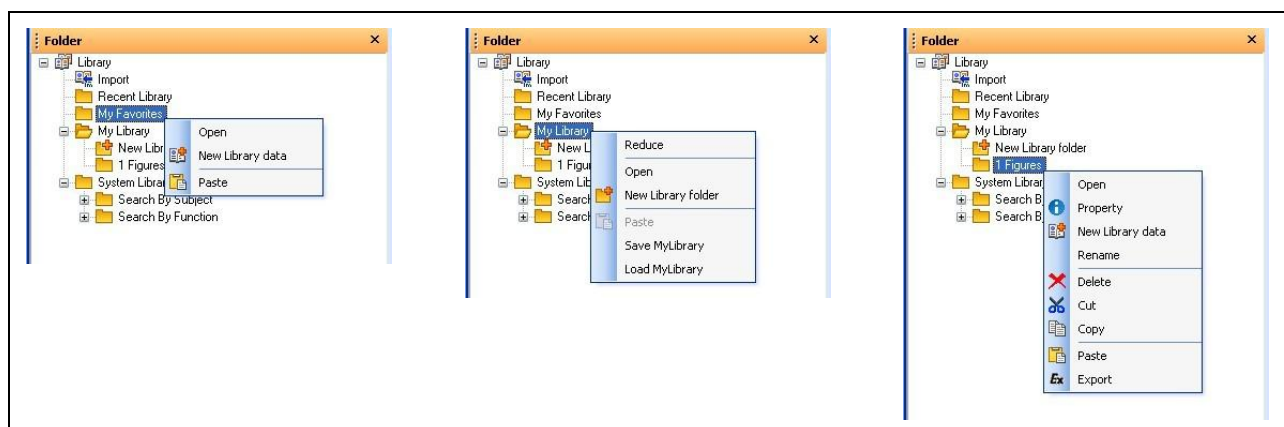 Folder
Library
Import
Recent Library
My Favorites
My Library
New Libr
1 Figures
System Librar
Search By Subject
Search By Function
Open
New Library data
Paste
Folder
Library
Import
Recent Library
My Favorites
My Library
New L
1 Figur
System Lib
Search
Search
Reduce
Open
New Library folder
Paste
Save MyLibrary
Load MyLibrary
Folder
Library
Import
Recent Library
My Favorites
My Library
New Library folder
1 Figures
System Librar
Search B
Search B
Open
Property
New Library data
Rename
Delete
Cut
Copy
Paste
Ex Export